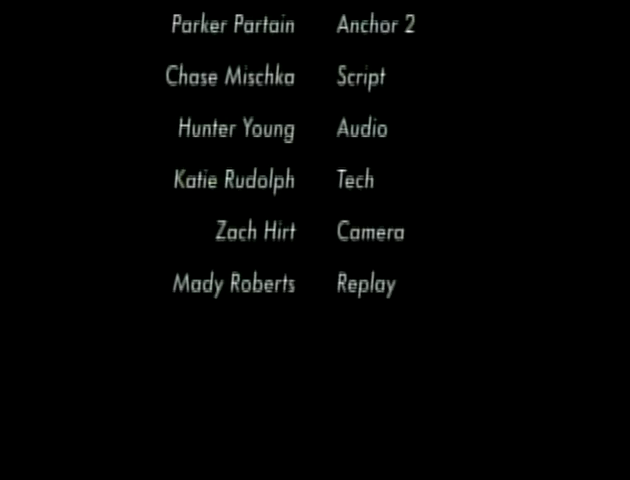 Parker Partain Anchor 2
Chase Mischka Script
Hunter Young Audio
Katie Rudolph Tech
Zach Hirt Camera
Mady Roberts Replay